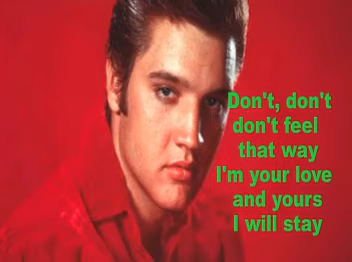 Don't, don't
don't feel
that way
I'm your love
and yours
I will stay